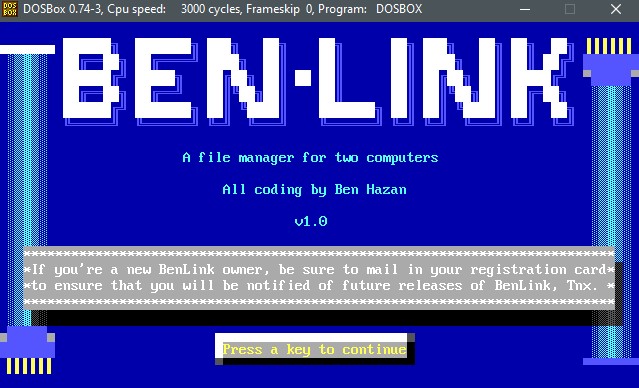 DOSBox 0.74-3, Cpu speed: 3000 cycles, Frameskip 0, Program: DOSBOX
BEN·LINK
A file manager for two computers
All coding by Ben Hazan
v1.0
*If you're a new BenLink owner, be sure to mail in your registration card*
*to ensure that you will be notified of future releases of BenLink, Tnx. *
Press a key to continue